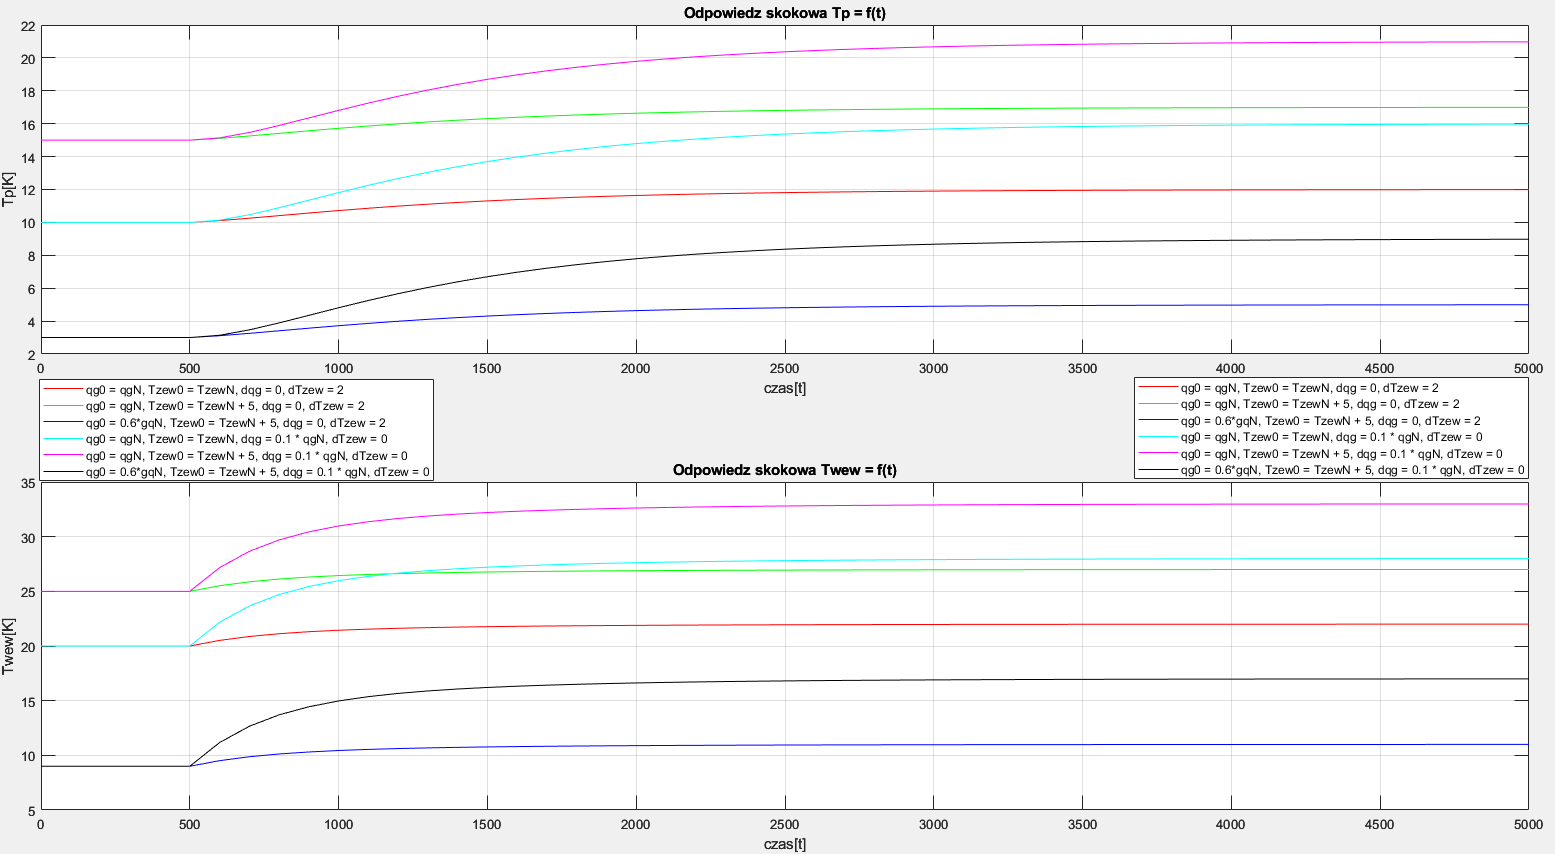 Odpowiedz skokowa Tp = f(t)
22
20
18
16
14
12
10
8
6
4
2
Tp[K]
0 500 1000 1500 2000 2500 3000 3500 4000 4500 5000
czas[t]
qg0 = qgN, Tzew0 = TzewN, dqg = 0, dTzew = 2
qg0 = qgN, Tzew0 = TzewN + 5, dqg = 0, dTzew = 2
qg0 = 0.6*gqN, Tzew0 = TzewN + 5, dqg = 0, dTzew = 2
qg0 = qgN, Tzew0 = TzewN, dqg = 0.1 * qgN, dTzew = 0
qg0 = qgN, Tzew0 = TzewN + 5, dqg = 0.1 * qgN, dTzew = 0
qg0 = 0.6*gqN, Tzew0 = TzewN + 5, dqg = 0.1 * qgN, dTzew = 0
qg0 = qgN, Tzew0 = TzewN, dqg = 0, dTzew = 2
qg0 = qgN, Tzew0 = TzewN + 5, dqg = 0, dTzew = 2
qg0 = 0.6*gqN, Tzew0 = TzewN + 5, dqg = 0, dTzew = 2
qg0 = qgN, Tzew0 = TzewN, dqg = 0.1 * qgN, dTzew = 0
qg0 = qgN, Tzew0 = TzewN + 5, dqg = 0.1 * qgN, dTzew = 0
qg0 = 0.6*gqN, Tzew0 = TzewN + 5, dqg = 0.1 * qgN, dTzew = 0
Odpowiedz skokowa Twew = f(t)
35
30
25
20
15
10
5
Twew[K]
0 500 1000 1500 2000 2500 3000 3500 4000 4500 5000
czas[t]